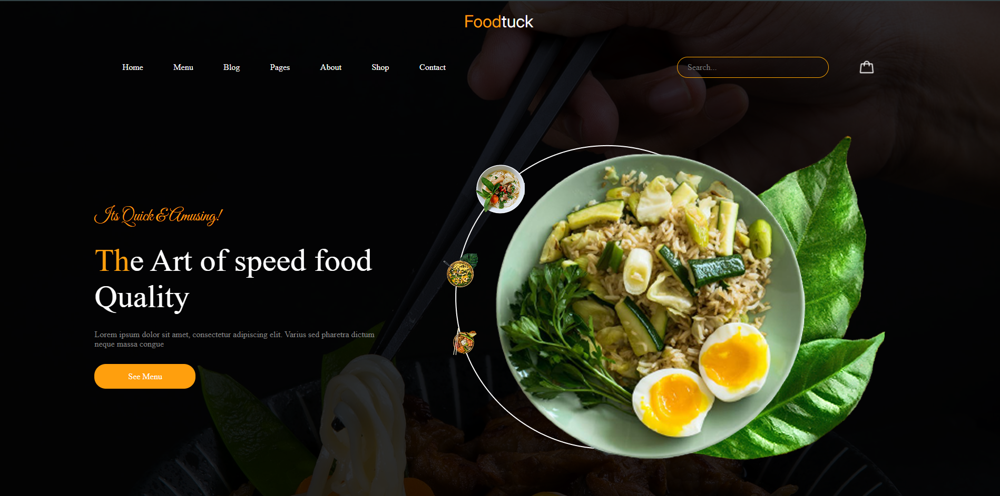 Foodtuck
Home Menu Blog Pages About Shop Contact Search...
Its Quick & Amusing!
The Art of speed food
Quality
Lorem ipsum dolor sit amet, consectetur adipiscing elit. Varius sed pharetra dictum
neque massa congue
See Menu